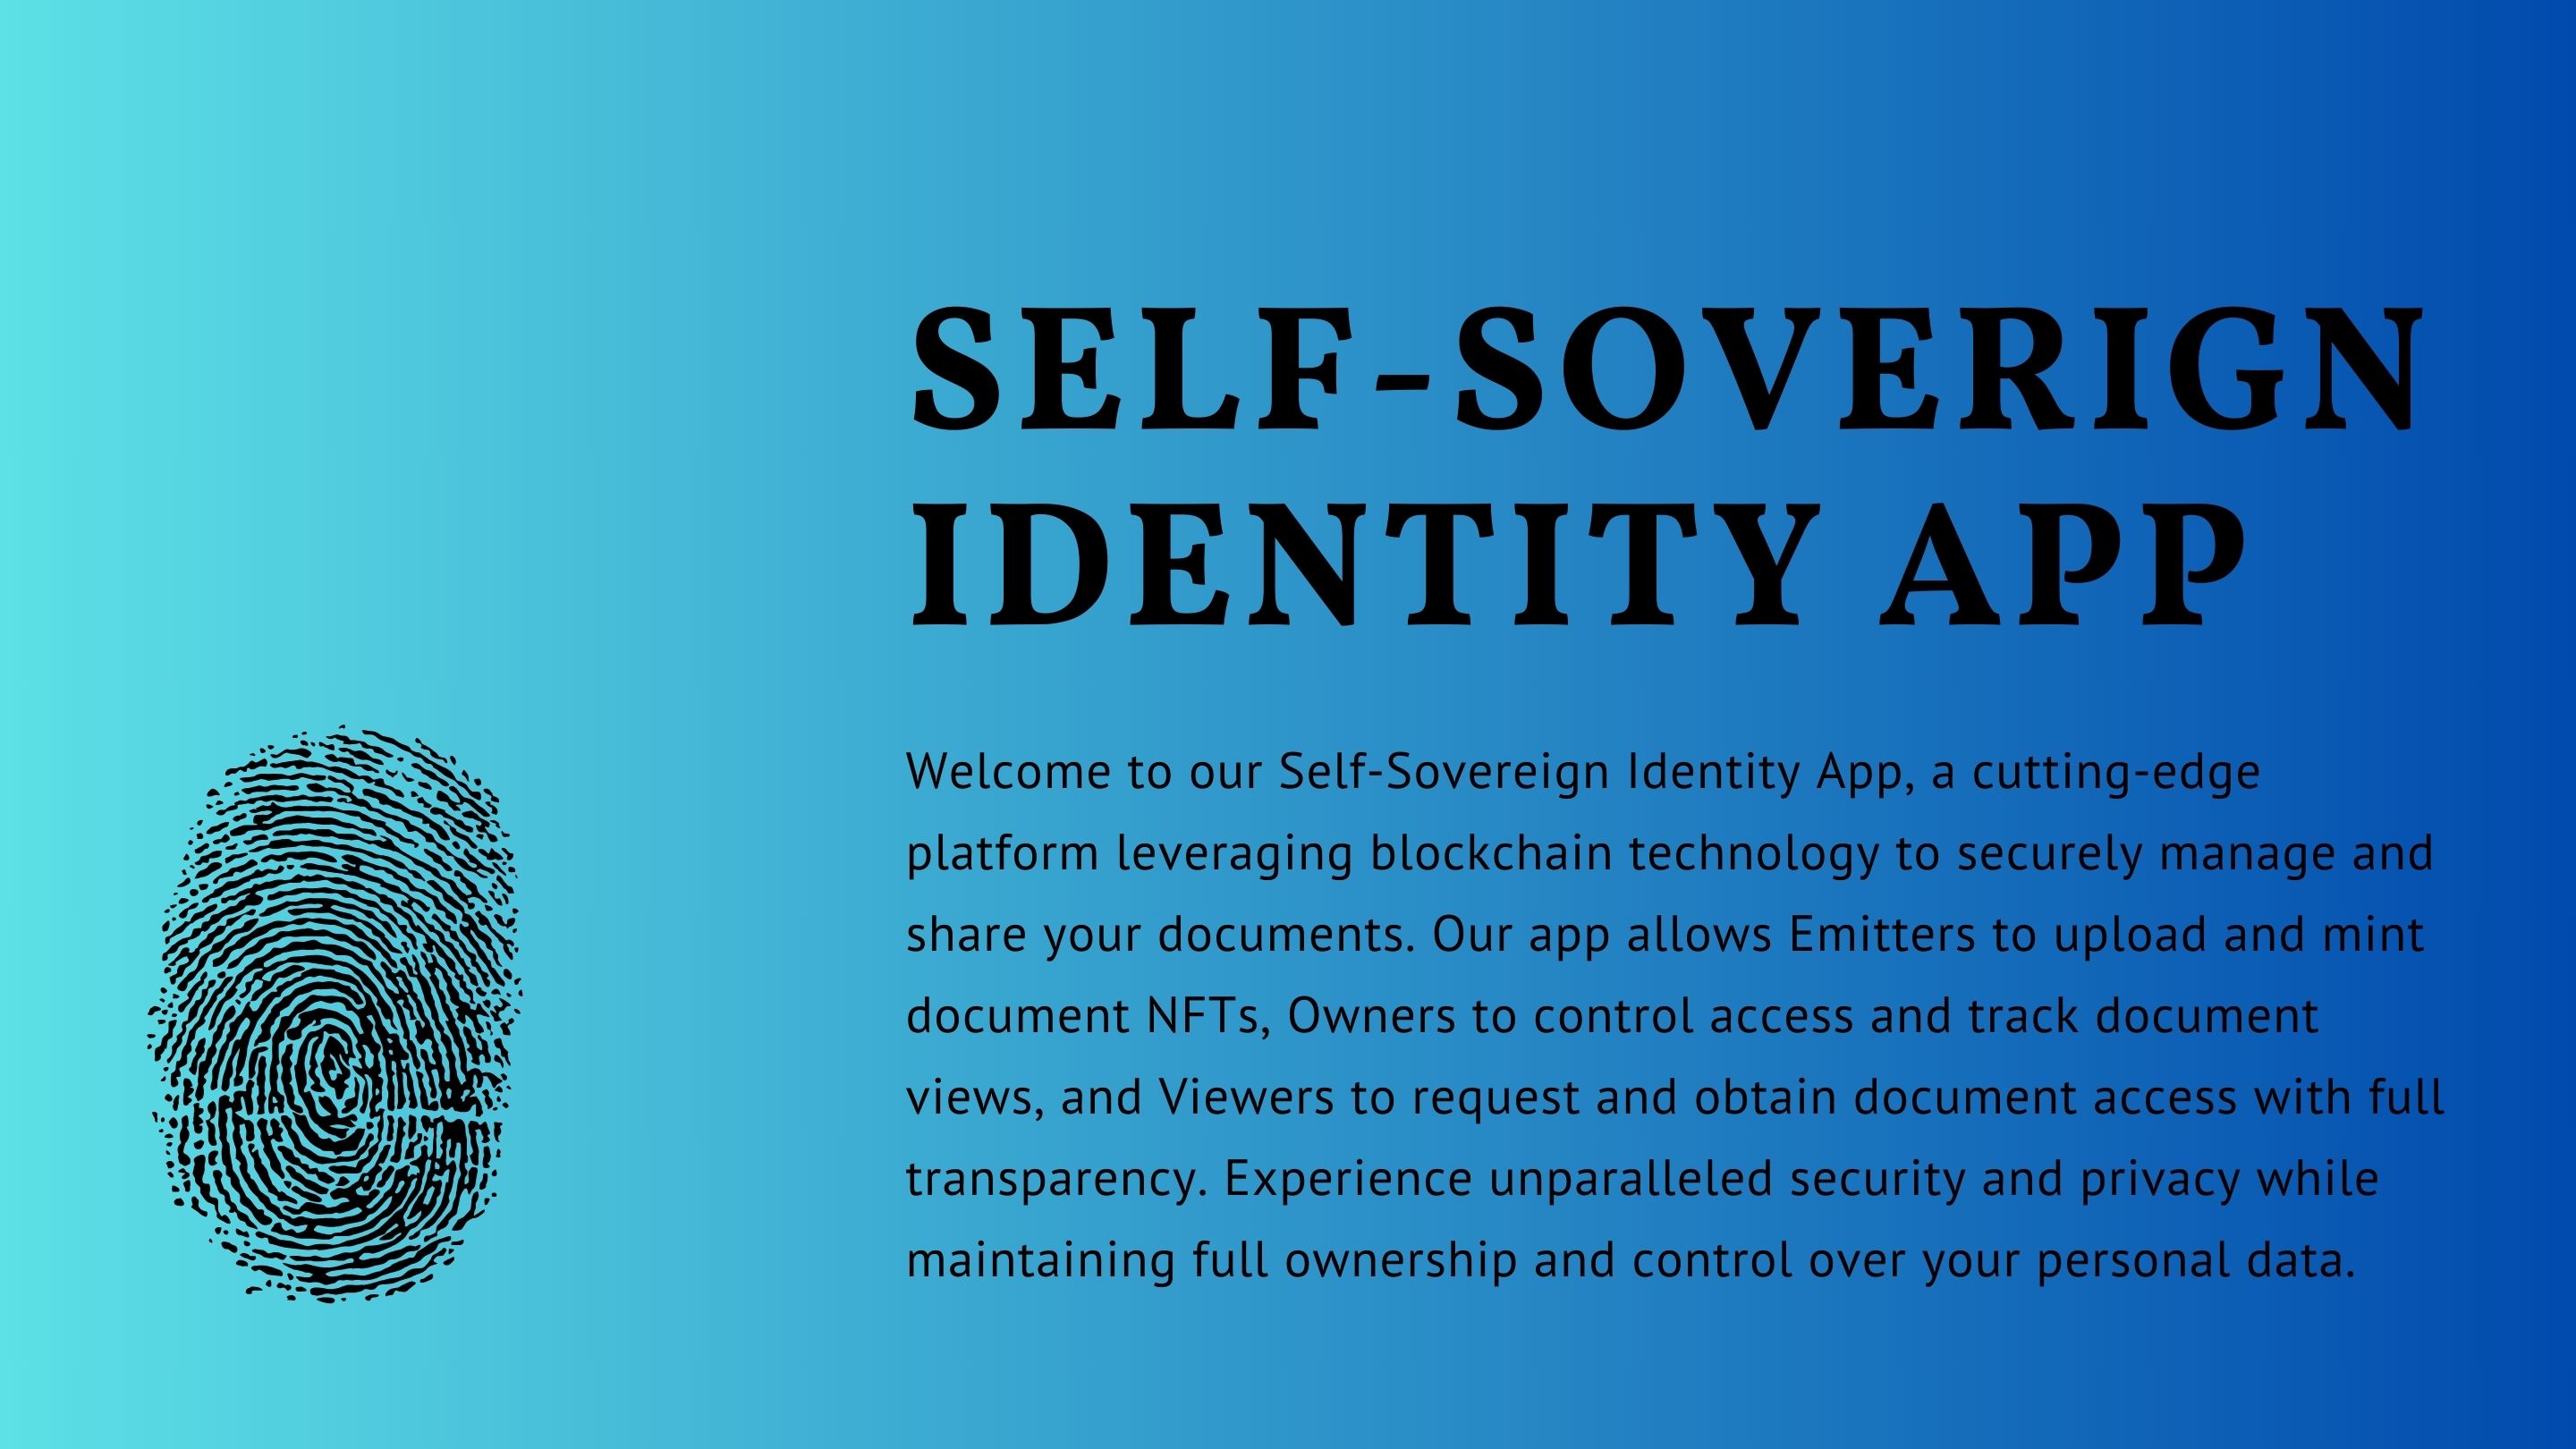 SELF-SOVERIGN
IDENTITY APP
Welcome to our Self-Sovereign Identity App, a cutting-edge
platform leveraging blockchain technology to securely manage and
share your documents. Our app allows Emitters to upload and mint
document NFTs, Owners to control access and track document
views, and Viewers to request and obtain document access with full
transparency. Experience unparalleled security and privacy while
maintaining full ownership and control over your personal data.